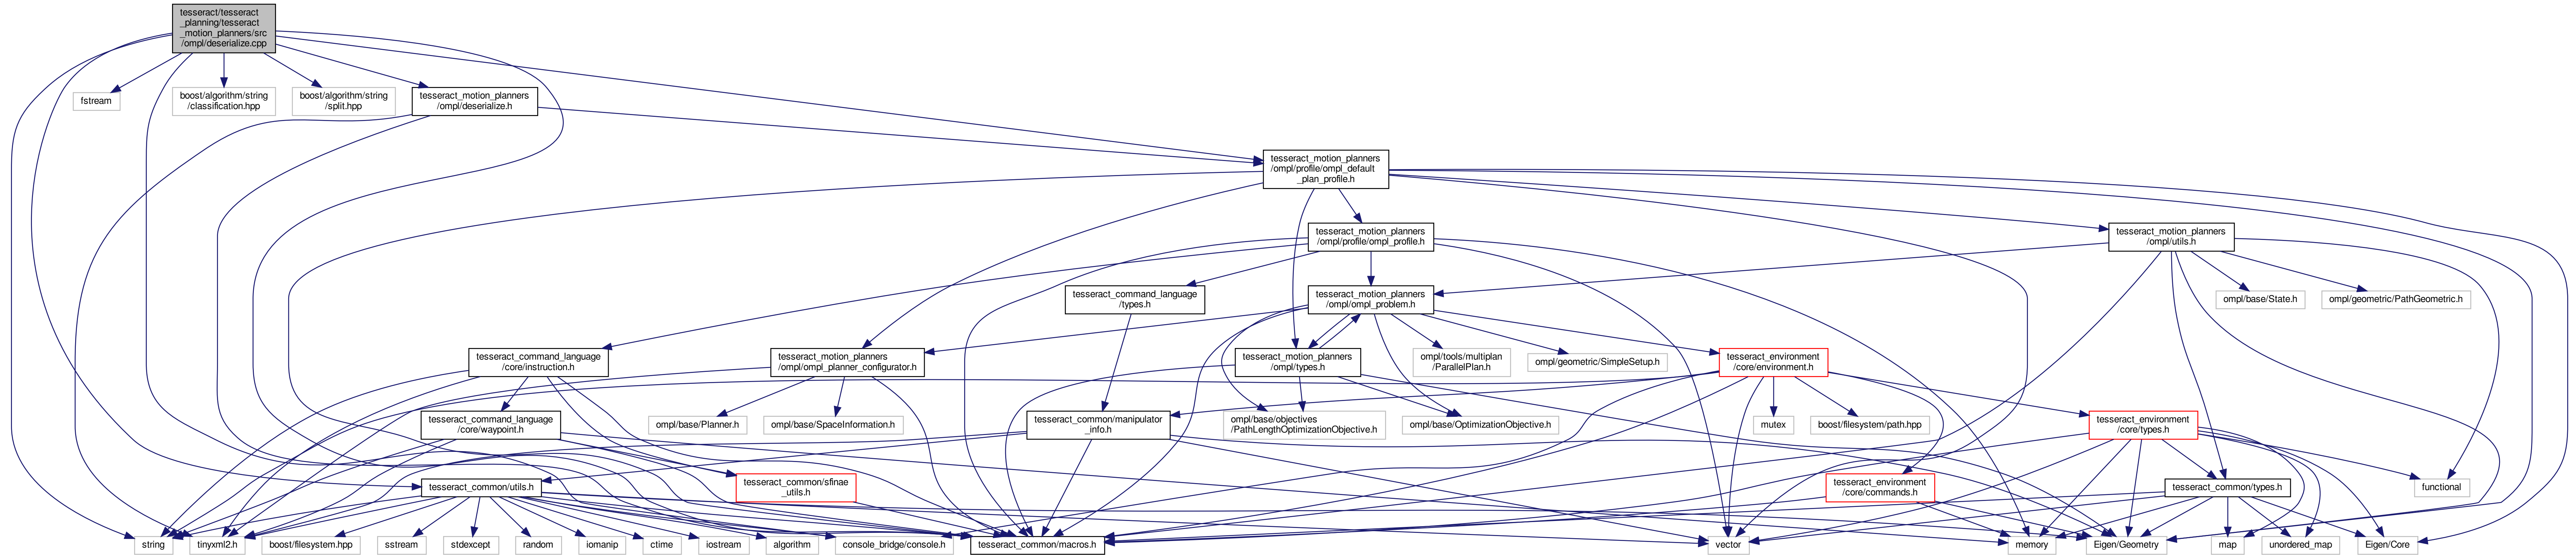 tesseract/tesseract
_planning/tesseract
_motion_planners/src
/ompl/deserialize.cpp
fstream
boost/algorithm/string
/classification.hpp
boost/algorithm/string
/split.hpp
tesseract_motion_planners
/ompl/deserialize.h
tesseract_motion_planners
/ompl/profile/ompl_default
_plan_profile.h
tesseract_motion_planners
/ompl/profile/ompl_profile.h
tesseract_motion_planners
/ompl/utils.h
tesseract_command_language
/types.h
tesseract_motion_planners
/ompl/ompl_problem.h
ompl/base/State.h
ompl/geometric/PathGeometric.h
tesseract_command_language
/core/instruction.h
tesseract_motion_planners
/ompl/ompl_planner_configurator.h
tesseract_motion_planners
/ompl/types.h
ompl/tools/multiplan
/ParallelPlan.h
ompl/geometric/SimpleSetup.h
tesseract_environment
/core/environment.h
tesseract_command_language
/core/waypoint.h
ompl/base/Planner.h
ompl/base/SpaceInformation.h
tesseract_common/manipulator
_info.h
ompl/base/objectives
/PathLengthOptimizationObjective.h
ompl/base/OptimizationObjective.h
mutex
boost/filesystem/path.hpp
tesseract_environment
/core/types.h
tesseract_common/utils.h
tesseract_common/sfinae
_utils.h
tesseract_environment
/core/commands.h
tesseract_common/types.h
functional
string
tinyxml2.h
boost/filesystem.hpp
sstream
stdexcept
random
iomanip
ctime
iostream
algorithm
console_bridge/console.h
tesseract_common/macros.h
vector
memory
Eigen/Geometry
map
unordered_map
Eigen/Core